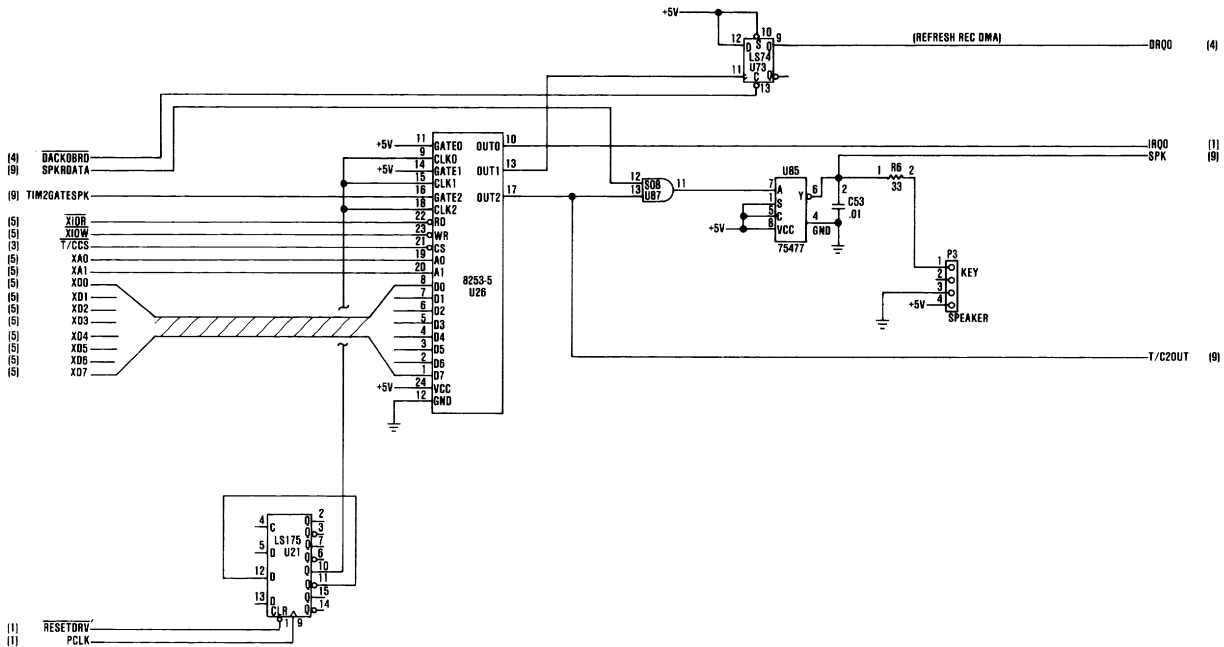 +5V
10
12 D S Q 9 (REFRESH REC DMA) DRQ0 (4)
LS74
U73
11 C Q
13
(4) DACK0BRD
(9) SPKRDATA
(9) TIM2GATESPK
(5) XIOR
(5) XIOW
(3) T/CCS
(5) XA0
(5) XA1
(5) XD0
(5) XD1
(5) XD2
(5) XD3
(5) XD4
(5) XD5
(5) XD6
(5) XD7
+5V 11 GATE0 OUT0 10 IRQ0 (1)
9 CLK0
SPK (9)
+5V 14 GATE1 OUT1 13
15 CLK1
16 GATE2 OUT2 17
18 CLK2
22 RD
23 WR
21 CS
19 A0
20 A1
8 D0
7 D1
6 D2
5 D3
4 D4
3 D5
2 D6
1 D7
+5V 24 VCC
12 GND
8253-5
U26
12 S08 11
13 U87
U85
7 A Y 6
1 S
5 C 4
+5V 8 VCC GND
75477
1 R6 2
33
2 C53
.01
P3
1 KEY
2
3
+5V 4
SPEAKER
T/C2OUT (9)
4 C Q 2
Q 3
LS175 Q 7
5 D U21 Q 6
12 D Q 10
Q 11
13 D Q 15
Q 14
CLR 1 9
(1) RESETDRV'
(1) PCLK